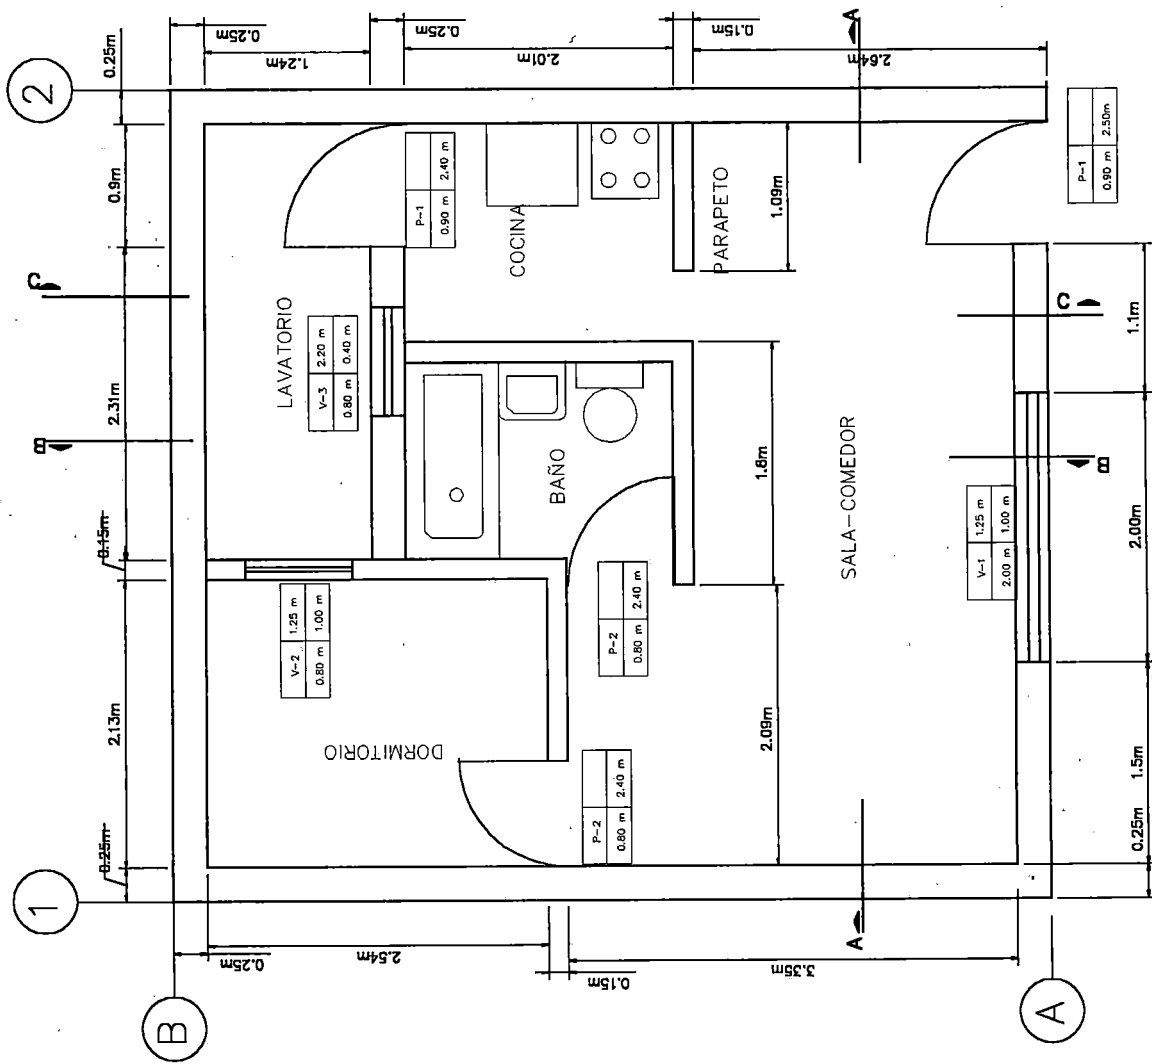 2
0.25m
0.9m
2.31m
0.15m
2.13m
0.25m
1
0.25m
1.24m
0.25m
2.01m
0.15m
2.64m
A
C
B
LAVATORIO
V-3 2.20 m
0.80 m 0.40 m
P-1 2.40 m
0.90 m
COCINA
PARAPETO
1.09m
P-1 2.50m
0.90 m
C
1.1m
BAÑO
1.8m
SALA-COMEDOR
B
V-1 1.25 m
2.00 m 1.00 m
2.00m
V-2 1.25 m
0.80 m 1.00 m
P-2 2.40 m
0.80 m
DORMITORIO
2.09m
P-2 2.40 m
0.80 m
A
1.5m
0.25m
0.25m
2.54m
0.15m
3.35m
B
A